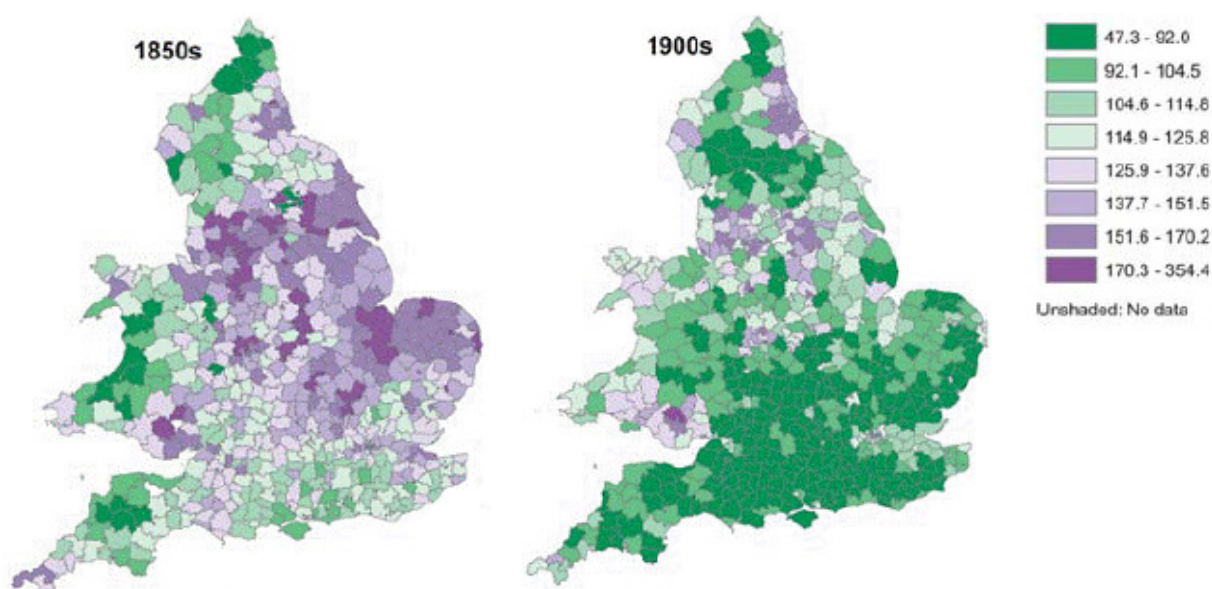 1850s
1900s
47.3 - 92.0
92.1 - 104.5
104.6 - 114.8
114.9 - 125.8
125.9 - 137.6
137.7 - 151.5
151.6 - 170.2
170.3 - 354.4
Unshaded: No data